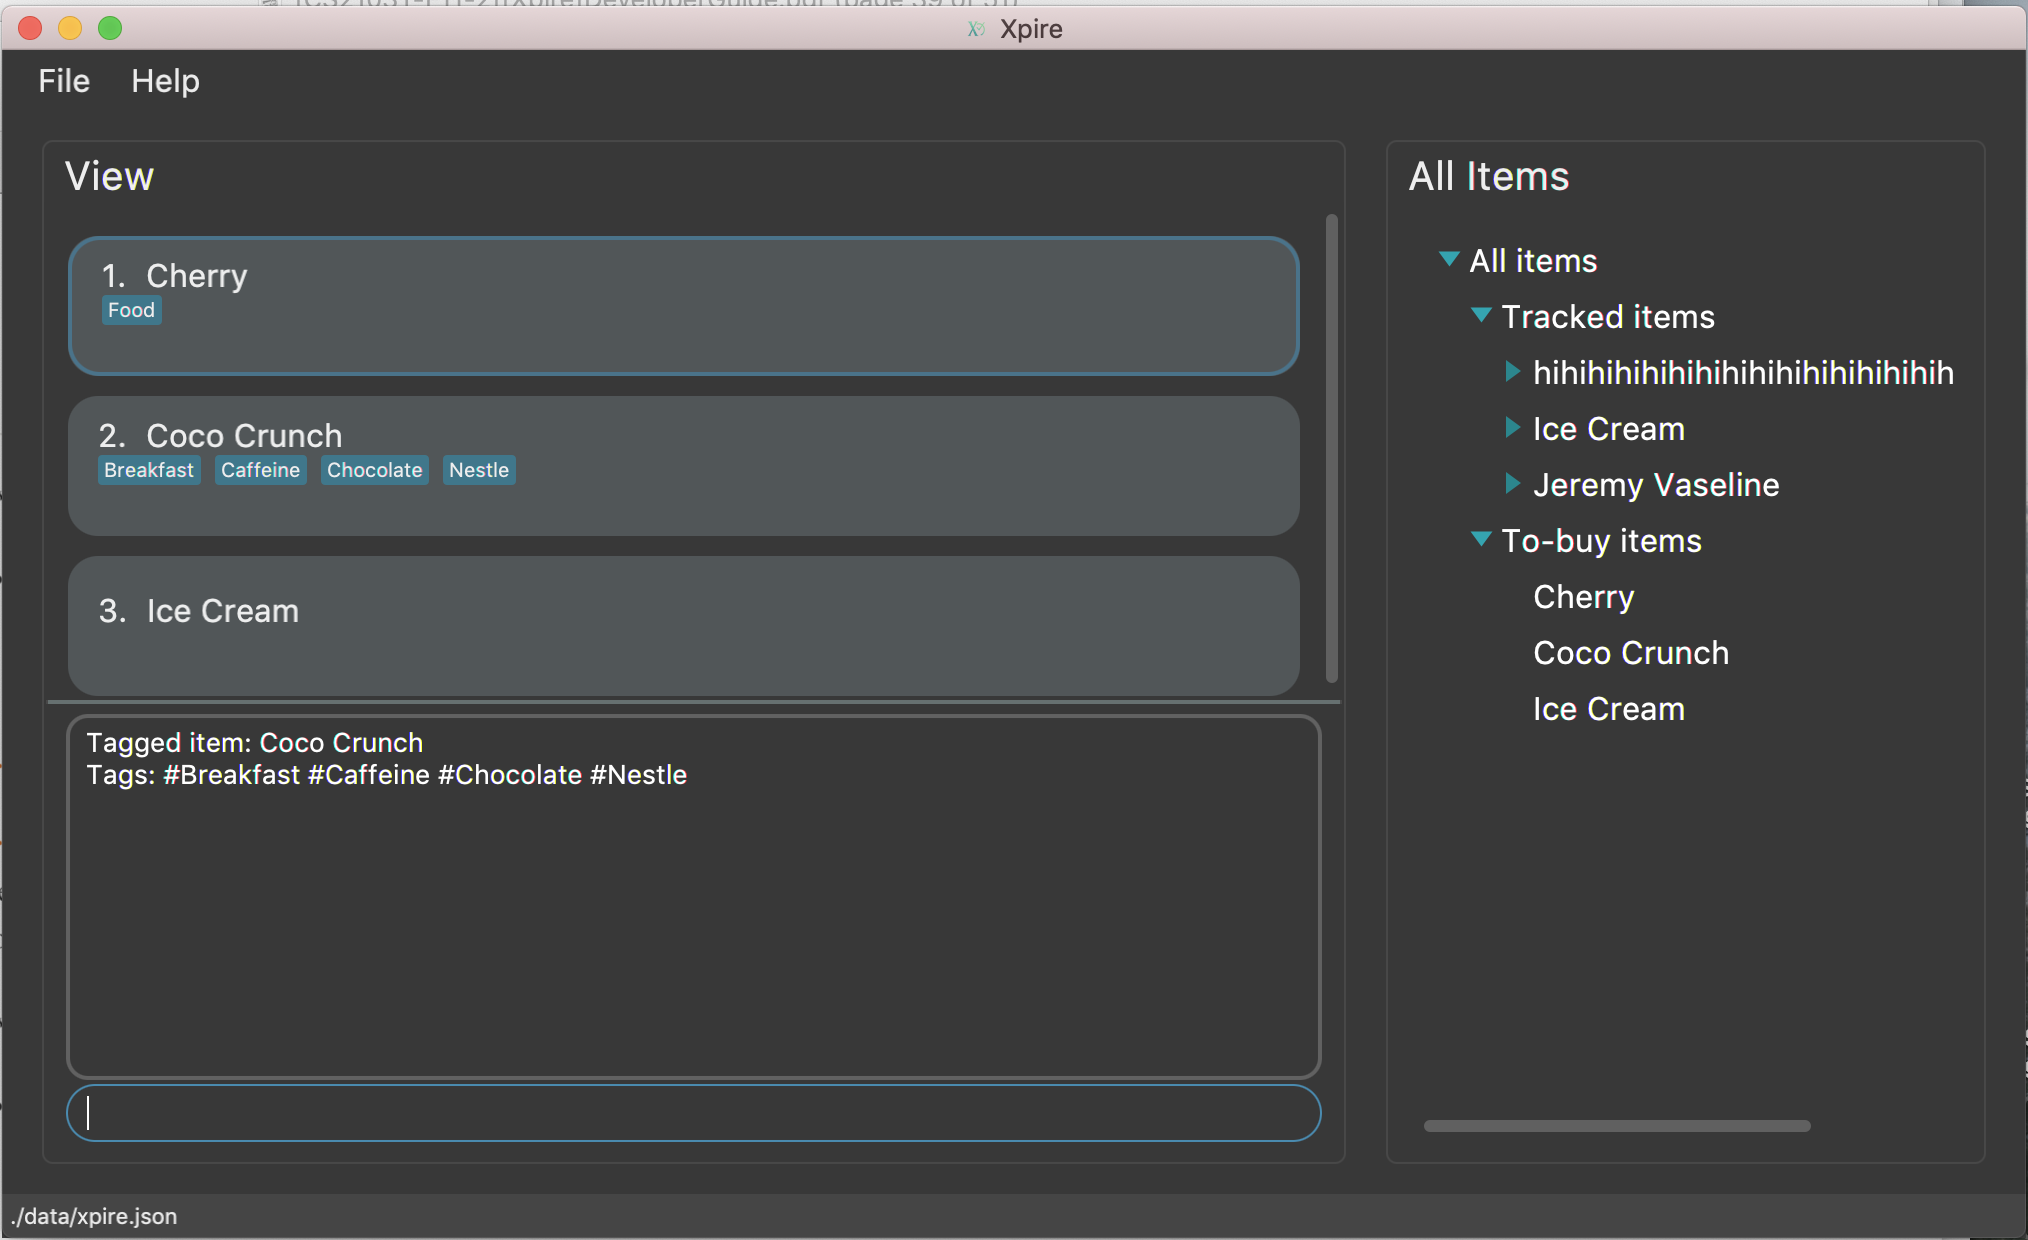 Xpire
File Help
View
1. Cherry
Food
2. Coco Crunch
Breakfast Caffeine Chocolate Nestle
3. Ice Cream
Tagged item: Coco Crunch
Tags: #Breakfast #Caffeine #Chocolate #Nestle
All Items
All items
Tracked items
hihihihihihihihihihihihihihihih
Ice Cream
Jeremy Vaseline
To-buy items
Cherry
Coco Crunch
Ice Cream
./data/xpire.json